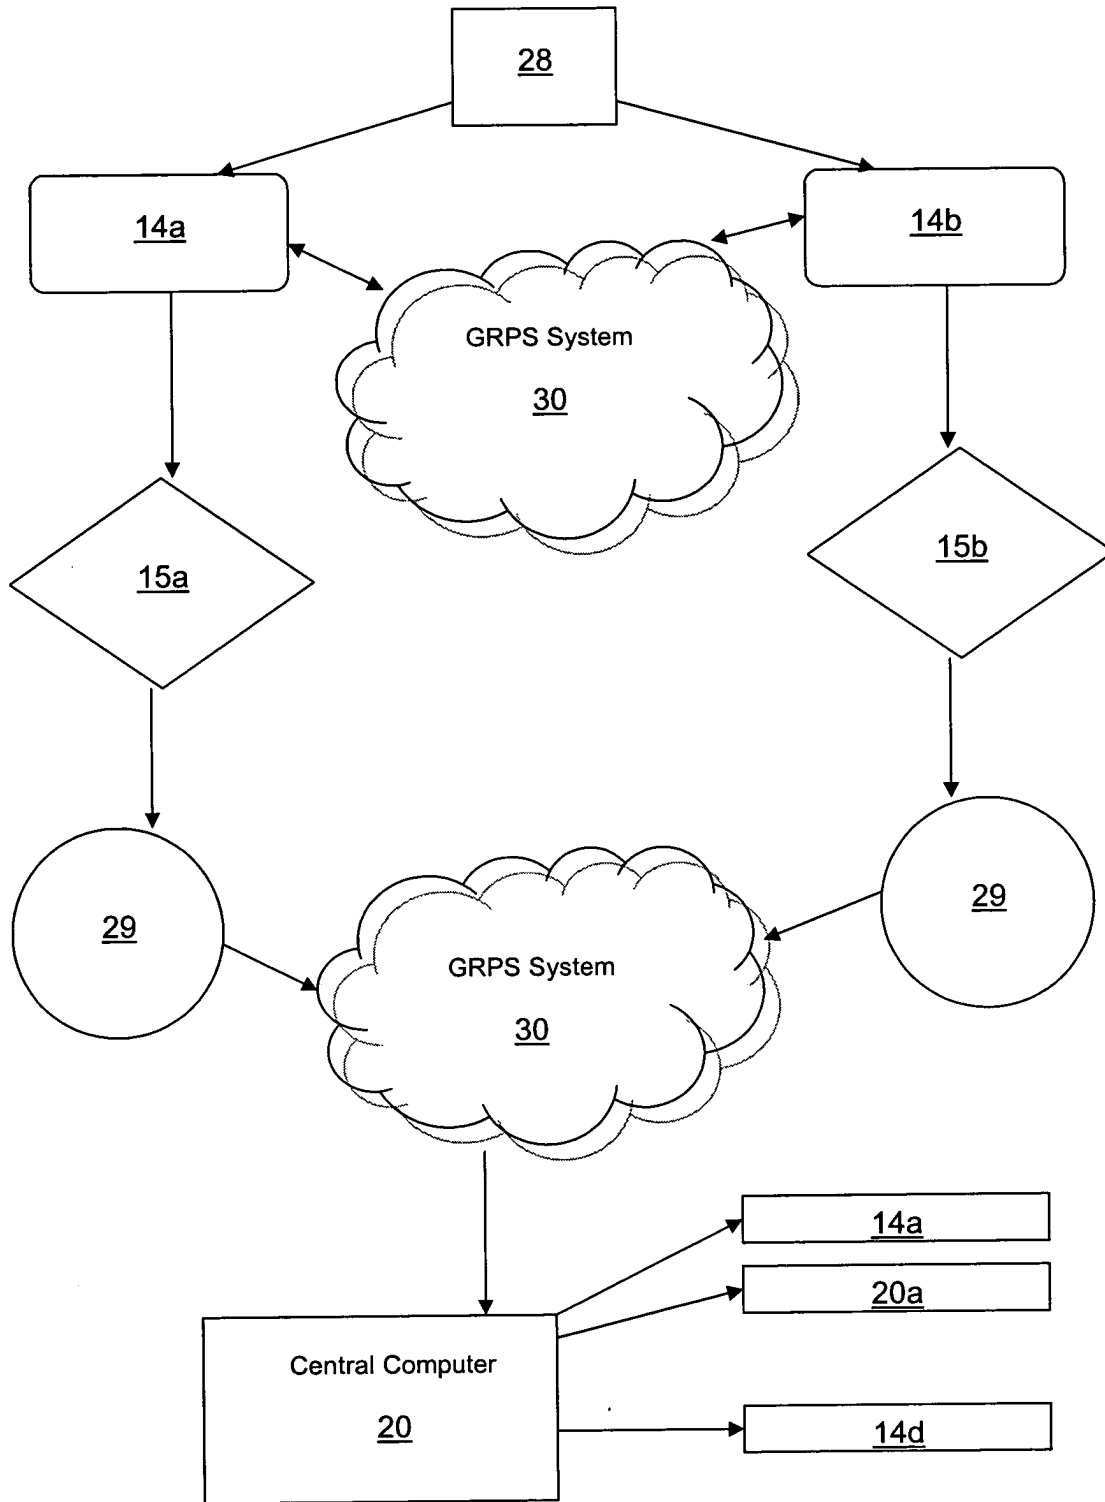 28
14a
14b
GRPS System
30
15a
15b
29
29
GRPS System
30
14a
20a
Central Computer
20
14d